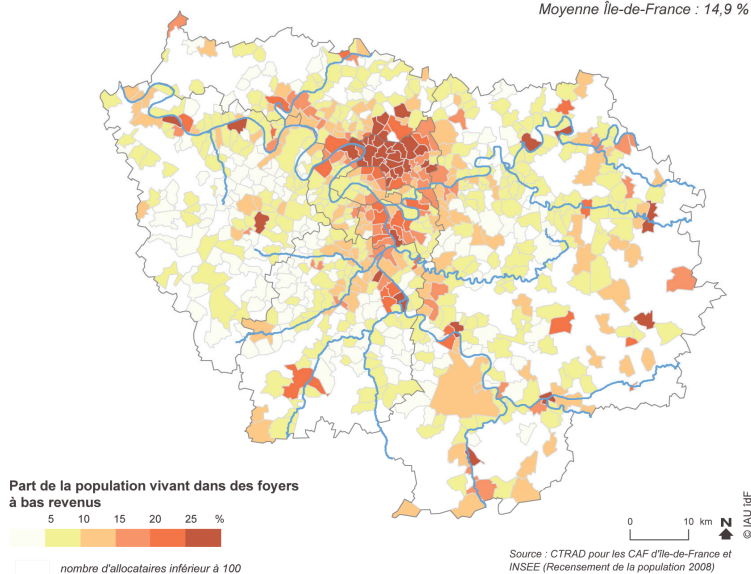 Moyenne Île-de-France : 14,9 %
Part de la population vivant dans des foyers
à bas revenus
5 10 15 20 25 %
nombre d'allocataires inférieur à 100
0 10 km N
© IAU îdF
Source : CTRAD pour les CAF d'Ile-de-France et
INSEE (Recensement de la population 2008)